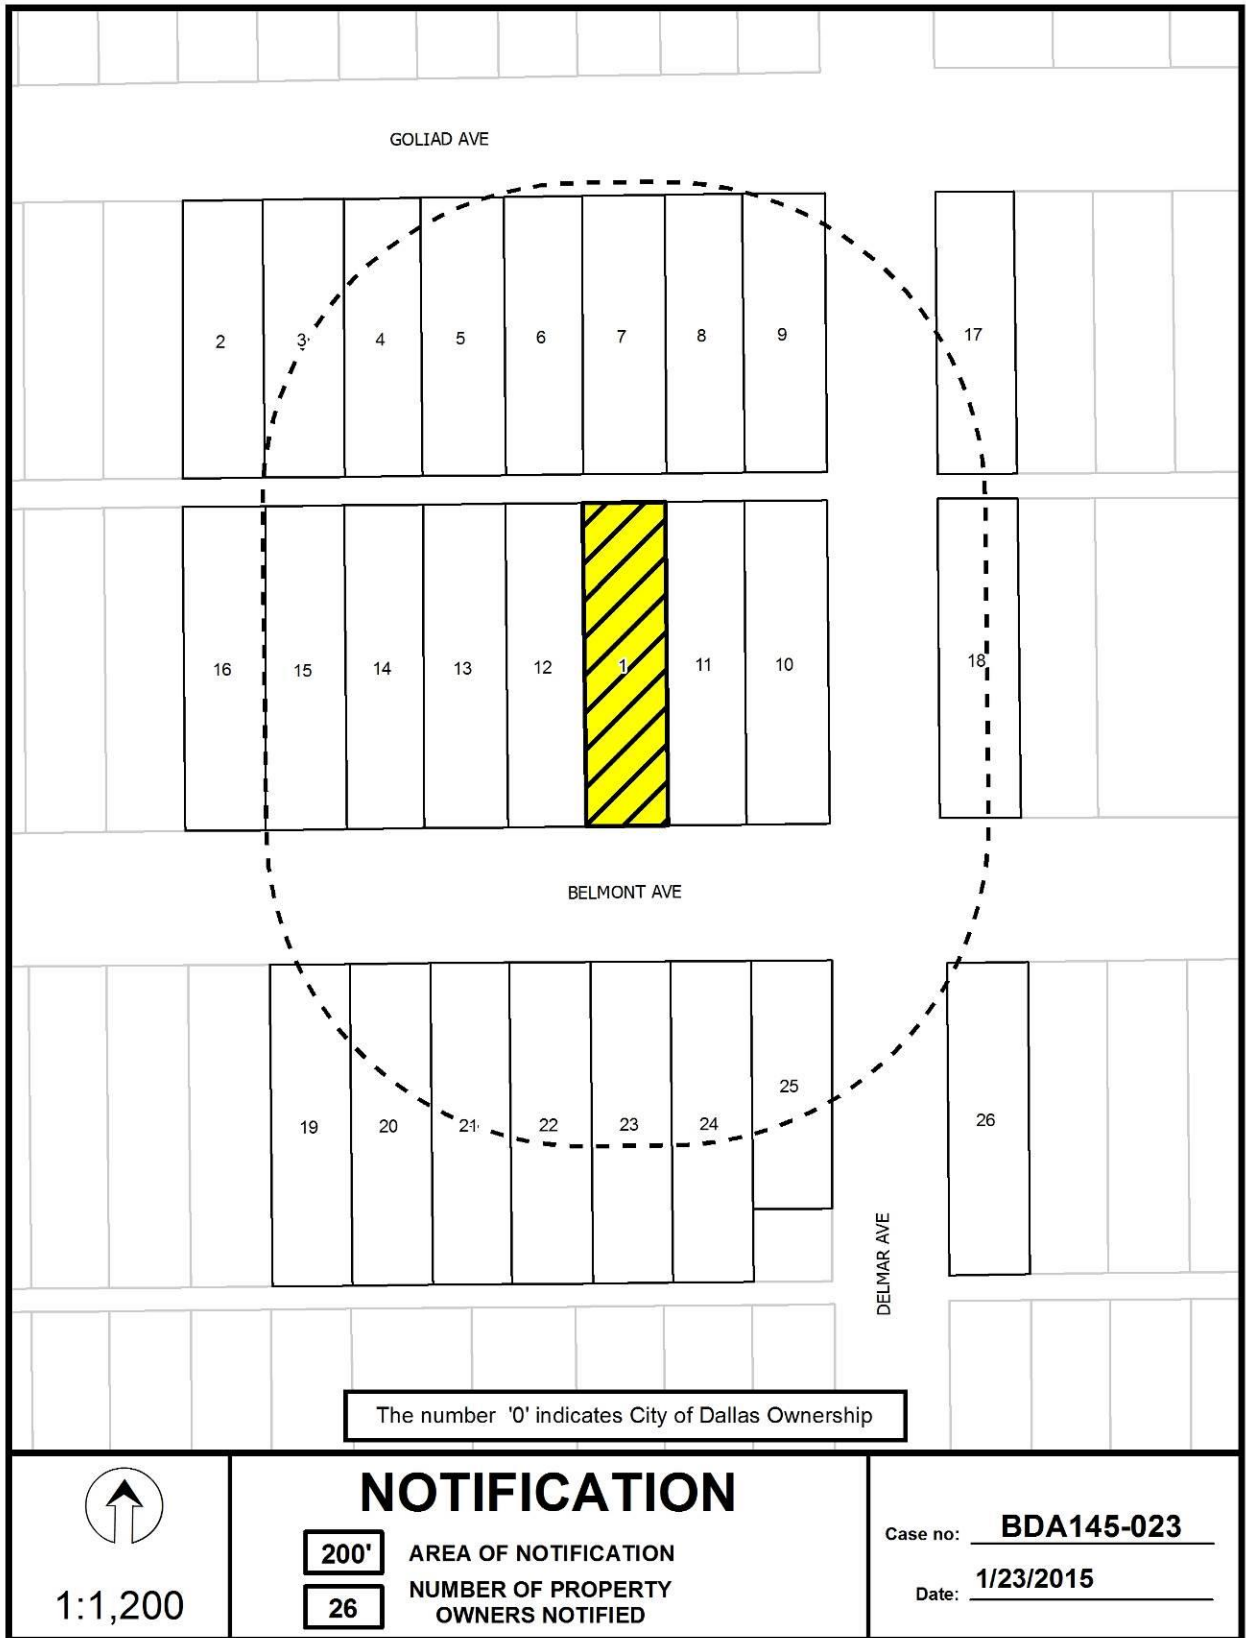 GOLIAD AVE
2 3 4 5 6 7 8 9 17
16 15 14 13 12 1 11 10 18
BELMONT AVE
19 20 21 22 23 24 25 26
DELMAR AVE
The number '0' indicates City of Dallas Ownership
1:1,200
NOTIFICATION
200' AREA OF NOTIFICATION
26 NUMBER OF PROPERTY
OWNERS NOTIFIED
Case no: BDA145-023
Date: 1/23/2015